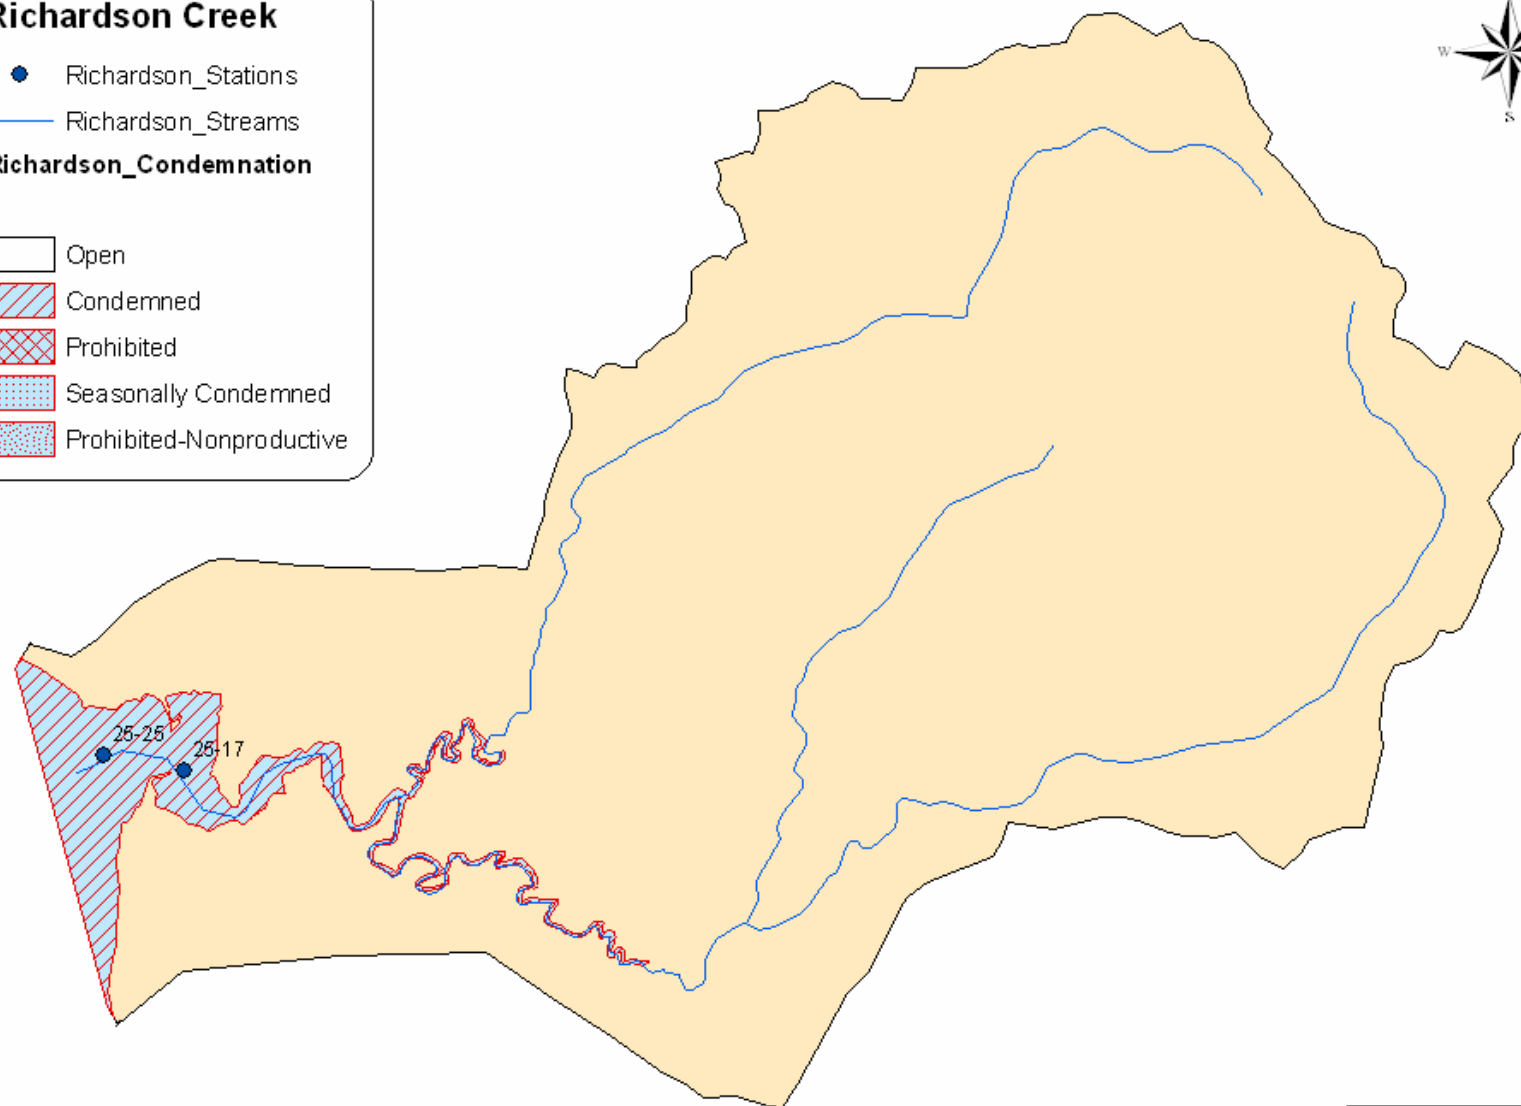 Richardson Creek
Richardson_Stations
Richardson_Streams
Richardson_Condemnation
Open
Condemned
Prohibited
Seasonally Condemned
Prohibited-Nonproductive
W
S
25-25
25-17